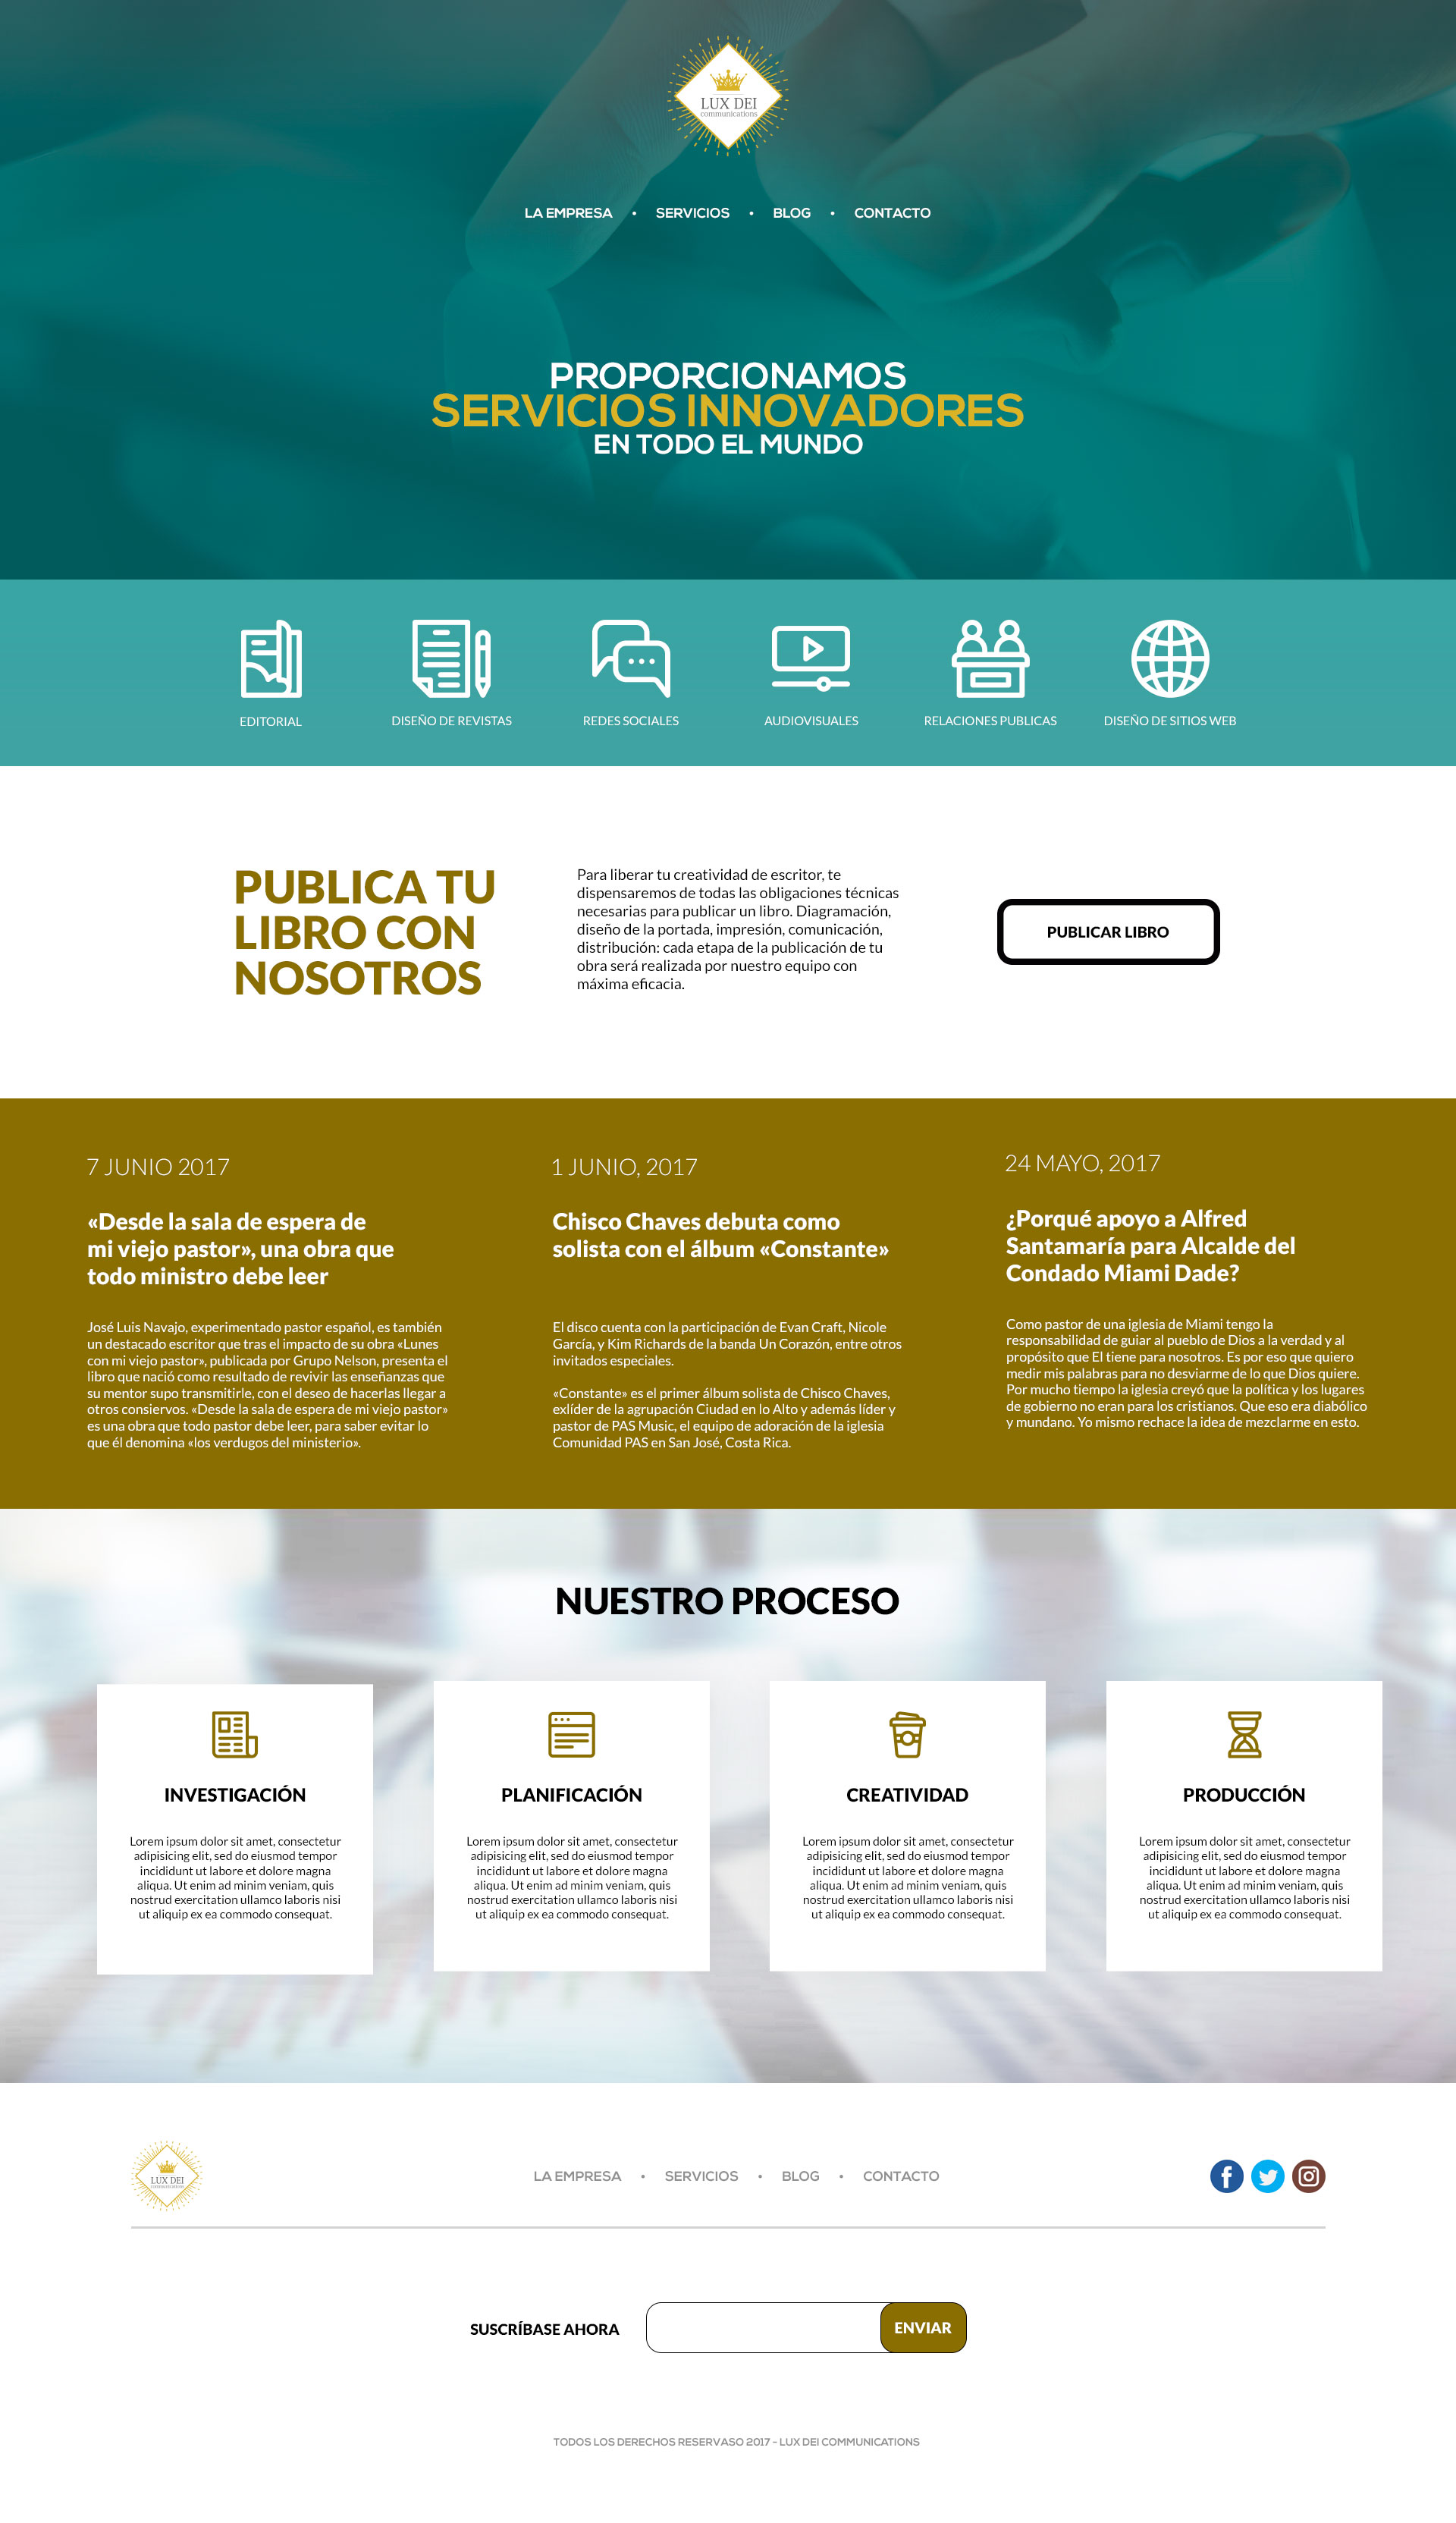 LUX DEI
communications
LA EMPRESA • SERVICIOS • BLOG • CONTACTO
PROPORCIONAMOS
SERVICIOS INNOVADORES
EN TODO EL MUNDO
EDITORIAL
DISEÑO DE REVISTAS
REDES SOCIALES
AUDIOVISUALES
RELACIONES PUBLICAS
DISEÑO DE SITIOS WEB
PUBLICA TU
LIBRO CON
NOSOTROS
Para liberar tu creatividad de escritor, te
dispensaremos de todas las obligaciones técnicas
necesarias para publicar un libro. Diagramación,
diseño de la portada, impresión, comunicación,
distribución: cada etapa de la publicación de tu
obra será realizada por nuestro equipo con
máxima eficacia.
PUBLICAR LIBRO
7 JUNIO 2017
«Desde la sala de espera de
mi viejo pastor», una obra que
todo ministro debe leer
José Luis Navajo, experimentado pastor español, es también
un destacado escritor que tras el impacto de su obra «Lunes
con mi viejo pastor», publicada por Grupo Nelson, presenta el
libro que nació como resultado de revivir las enseñanzas que
su mentor supo transmitirle, con el deseo de hacerlas llegar a
otros consiervos. «Desde la sala de espera de mi viejo pastor»
es una obra que todo pastor debe leer, para saber evitar lo
que él denomina «los verdugos del ministerio».
1 JUNIO, 2017
Chisco Chaves debuta como
solista con el álbum «Constante»
El disco cuenta con la participación de Evan Craft, Nicole
García, y Kim Richards de la banda Un Corazón, entre otros
invitados especiales.
«Constante» es el primer álbum solista de Chisco Chaves,
exlíder de la agrupación Ciudad en lo Alto y además líder y
pastor de PAS Music, el equipo de adoración de la iglesia
Comunidad PAS en San José, Costa Rica.
24 MAYO, 2017
¿Porqué apoyo a Alfred
Santamaría para Alcalde del
Condado Miami Dade?
Como pastor de una iglesia de Miami tengo la
responsabilidad de guiar al pueblo de Dios a la verdad y al
propósito que El tiene para nosotros. Es por eso que quiero
medir mis palabras para no desviarme de lo que Dios quiere.
Por mucho tiempo la iglesia creyó que la política y los lugares
de gobierno no eran para los cristianos. Que eso era diabólico
y mundano. Yo mismo rechace la idea de mezclarme en esto.
NUESTRO PROCESO
INVESTIGACIÓN
Lorem ipsum dolor sit amet, consectetur
adipisicing elit, sed do eiusmod tempor
incididunt ut labore et dolore magna
aliqua. Ut enim ad minim veniam, quis
nostrud exercitation ullamco laboris nisi
ut aliquip ex ea commodo consequat.
PLANIFICACIÓN
Lorem ipsum dolor sit amet, consectetur
adipisicing elit, sed do eiusmod tempor
incididunt ut labore et dolore magna
aliqua. Ut enim ad minim veniam, quis
nostrud exercitation ullamco laboris nisi
ut aliquip ex ea commodo consequat.
CREATIVIDAD
Lorem ipsum dolor sit amet, consectetur
adipisicing elit, sed do eiusmod tempor
incididunt ut labore et dolore magna
aliqua. Ut enim ad minim veniam, quis
nostrud exercitation ullamco laboris nisi
ut aliquip ex ea commodo consequat.
PRODUCCIÓN
Lorem ipsum dolor sit amet, consectetur
adipisicing elit, sed do eiusmod tempor
incididunt ut labore et dolore magna
aliqua. Ut enim ad minim veniam, quis
nostrud exercitation ullamco laboris nisi
ut aliquip ex ea commodo consequat.
LUX DEI
communications
LA EMPRESA • SERVICIOS • BLOG • CONTACTO
SUSCRÍBASE AHORA
ENVIAR
TODOS LOS DERECHOS RESERVASO 2017 - LUX DEI COMMUNICATIONS